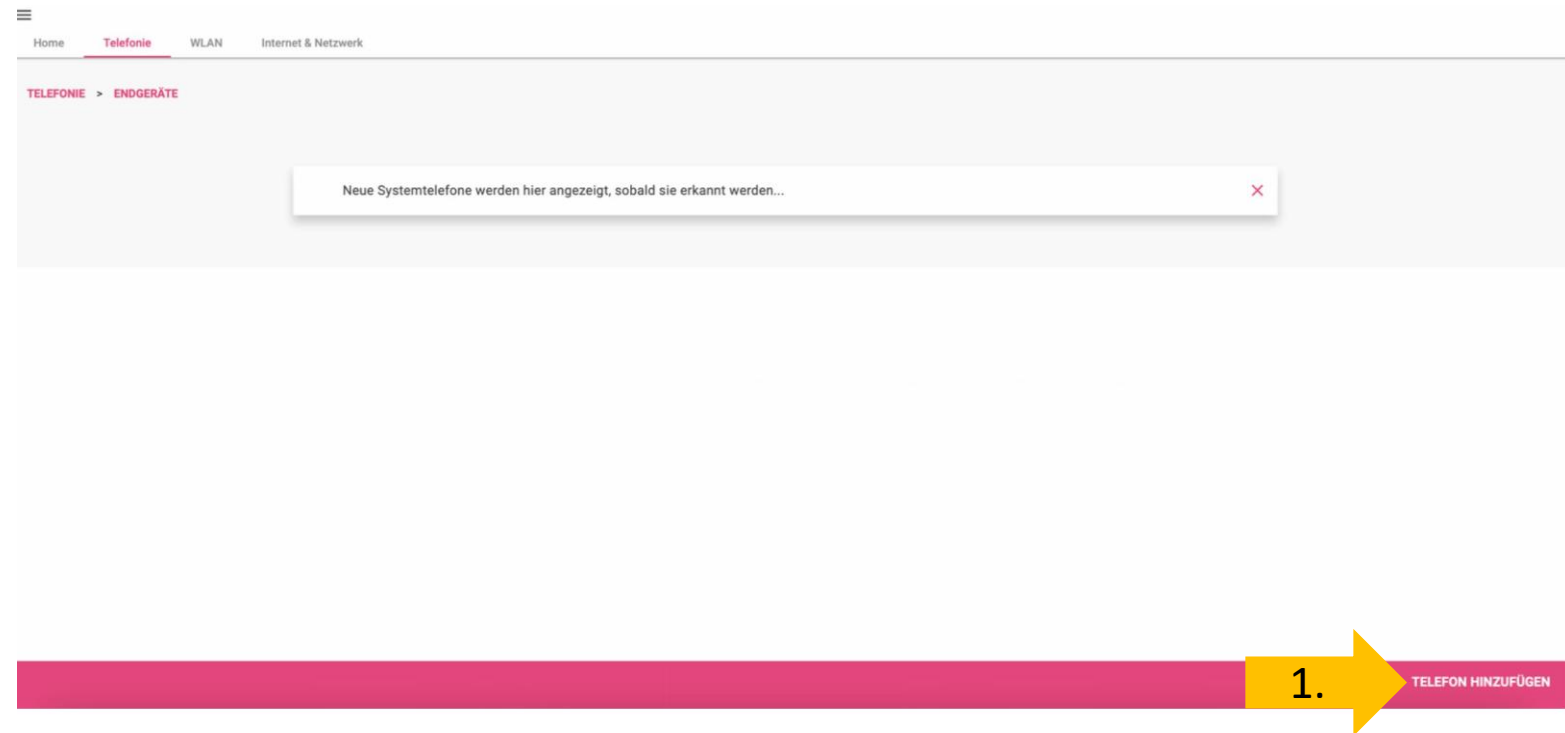 Home Telefonie WLAN Internet & Netzwerk
TELEFONIE > ENDGERÄTE
Neue Systemtelefone werden hier angezeigt, sobald sie erkannt werden...
1.
TELEFON HINZUFÜGEN